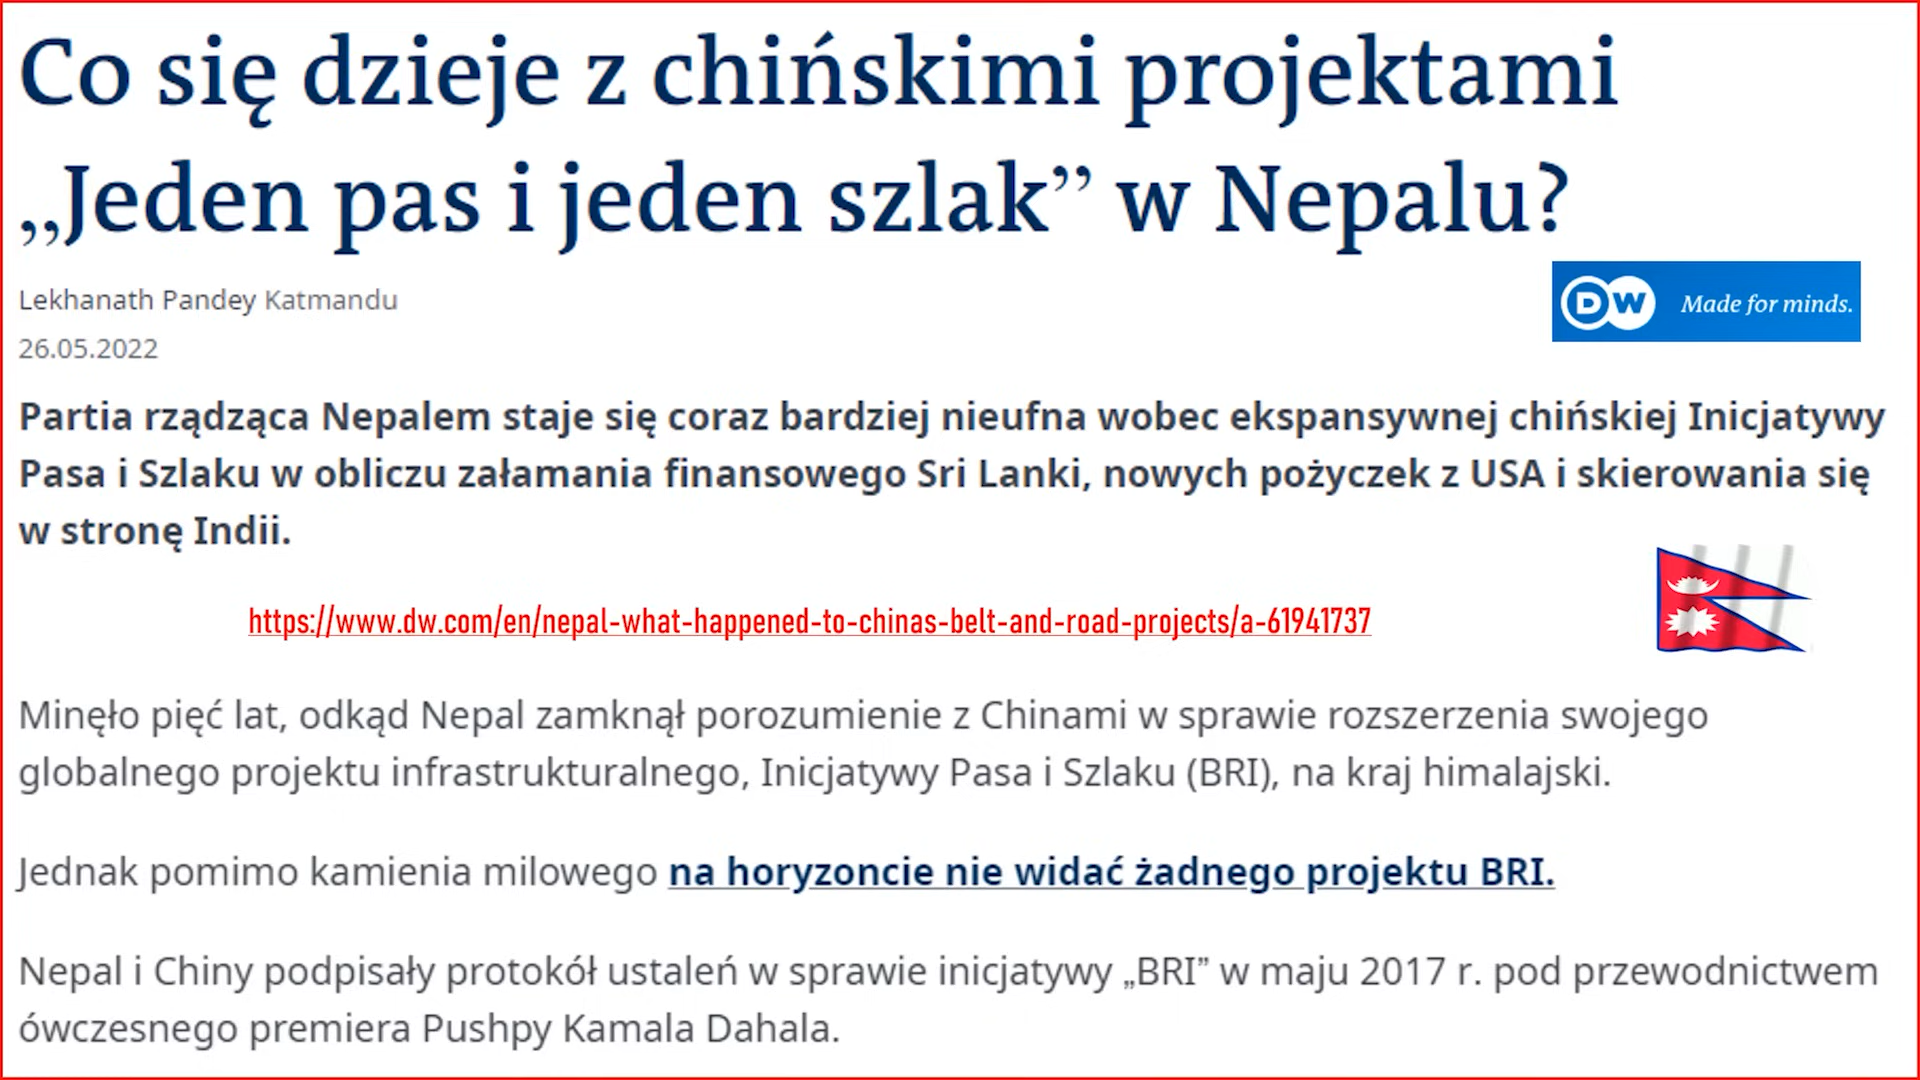 Co się dzieje z chińskimi projektami
„Jeden pas i jeden szlak” w Nepalu?
Lekhanath Pandey Katmandu
26.05.2022
DW Made for minds.
Partia rządząca Nepalem staje się coraz bardziej nieufna wobec ekspansywnej chińskiej Inicjatywy
Pasa i Szlaku w obliczu załamania finansowego Sri Lanki, nowych pożyczek z USA i skierowania się
w stronę Indii.
https://www.dw.com/en/nepal-what-happened-to-chinas-belt-and-road-projects/a-61941737
Minęło pięć lat, odkąd Nepal zamknął porozumienie z Chinami w sprawie rozszerzenia swojego
globalnego projektu infrastrukturalnego, Inicjatywy Pasa i Szlaku (BRI), na kraj himalajski.
Jednak pomimo kamienia milowego na horyzoncie nie widać żadnego projektu BRI.
Nepal i Chiny podpisały protokół ustaleń w sprawie inicjatywy „BRI” w maju 2017 r. pod przewodnictwem
ówczesnego premiera Pushpy Kamala Dahala.